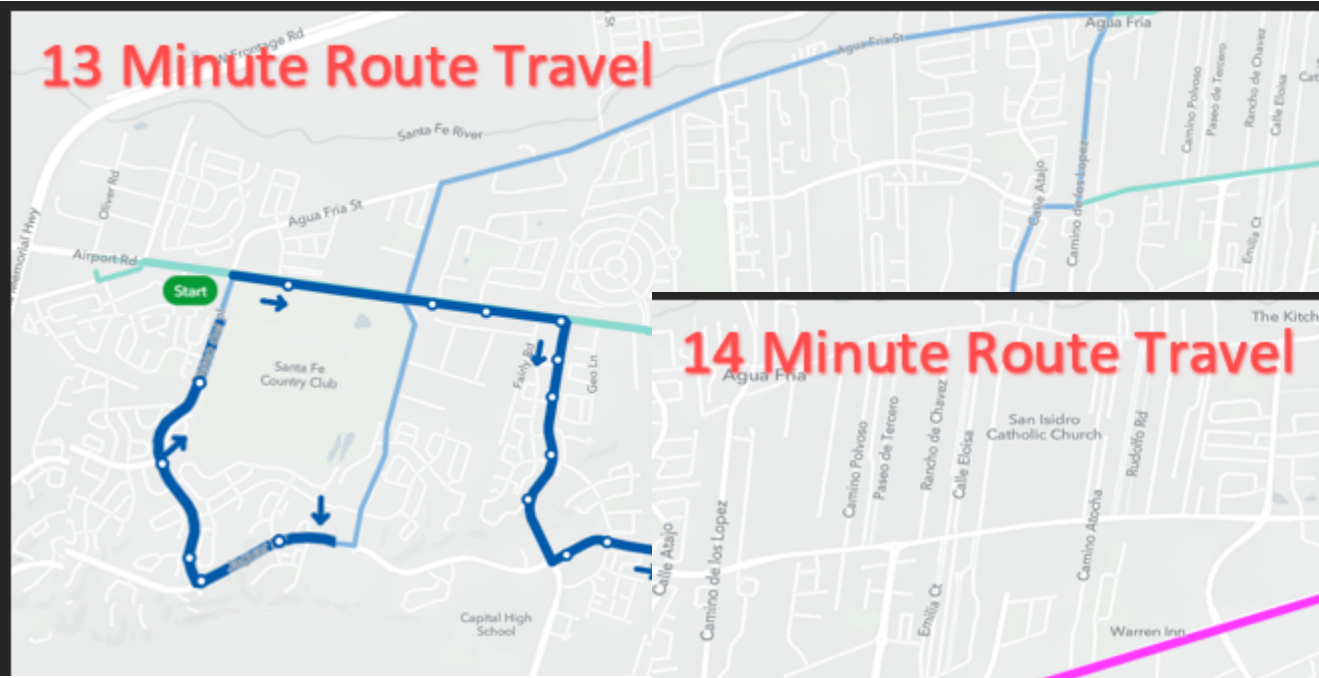 13 Minute Route Travel
N Frontage Rd
Agua Fria St
Agua Fria
Santa Fe River
Camino Polvoso
Paseo de Tercero
Rancho de Chavez
Calle Eloisa
Oliver Rd
Agua Fria St
Calle Atajo
Camino de los Lopez
Emilia Ct
Memorial Hwy
Airport Rd
Start
Santa Fe
Country Club
Fairly Rd
Geo Ln
Capital High
School
The Kitch
14 Minute Route Travel
Agua Fria
San Isidro
Catholic Church
Camino Polvoso
Paseo de Tercero
Rancho de Chavez
Calle Eloisa
Rudolfo Rd
Calle Atajo
Camino de los Lopez
Camino Atocha
Emilia Ct
Warren Inn